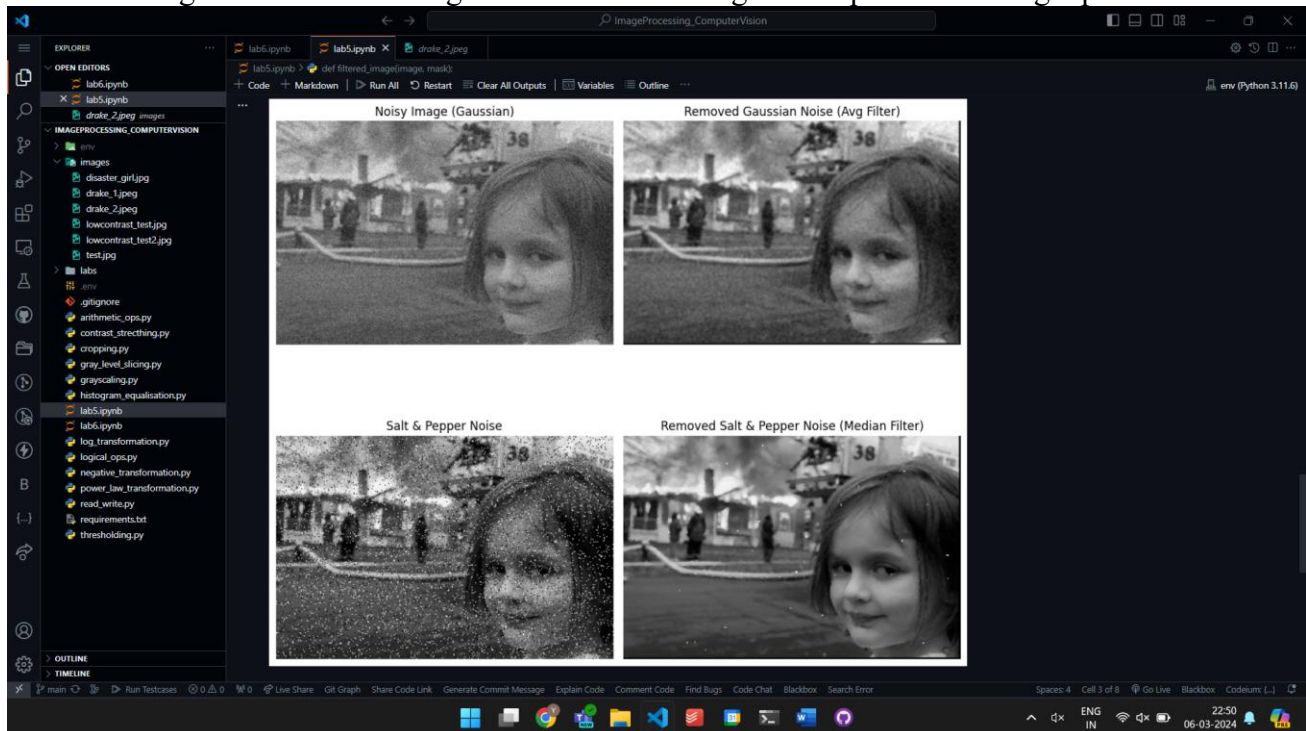 ImageProcessing_ComputerVision
EXPLORER
OPEN EDITORS
lab6.ipynb
lab5.ipynb
drake_2.jpeg images
IMAGEPROCESSING_COMPUTERVISION
env
images
disaster_girl.jpg
drake_1.jpeg
drake_2.jpeg
lowcontrast_test.jpg
lowcontrast_test2.jpg
test.jpg
labs
.env
.gitignore
arithmetic_ops.py
contrast_strecthing.py
cropping.py
gray_level_slicing.py
grayscaling.py
histogram_equalisation.py
lab5.ipynb
lab6.ipynb
log_transformation.py
logical_ops.py
negative_transformation.py
power_law_transformation.py
read_write.py
requirements.txt
thresholding.py
OUTLINE
TIMELINE
lab6.ipynb lab5.ipynb drake_2.jpeg
lab5.ipynb > def filtered_image(image, mask):
+ Code + Markdown | Run All Restart Clear All Outputs | Variables Outline ...
env (Python 3.11.6)
Noisy Image (Gaussian) Removed Gaussian Noise (Avg Filter)
38 38
Salt & Pepper Noise Removed Salt & Pepper Noise (Median Filter)
38 38
main Run Testcases 0 0 0 0 Live Share Git Graph Share Code Link Generate Commit Message Explain Code Comment Code Find Bugs Code Chat Blackbox Search Error Spaces: 4 Cell 3 of 8 Go Live Blackbox Codeium: {...}
ENG 22:50
IN 06-03-2024